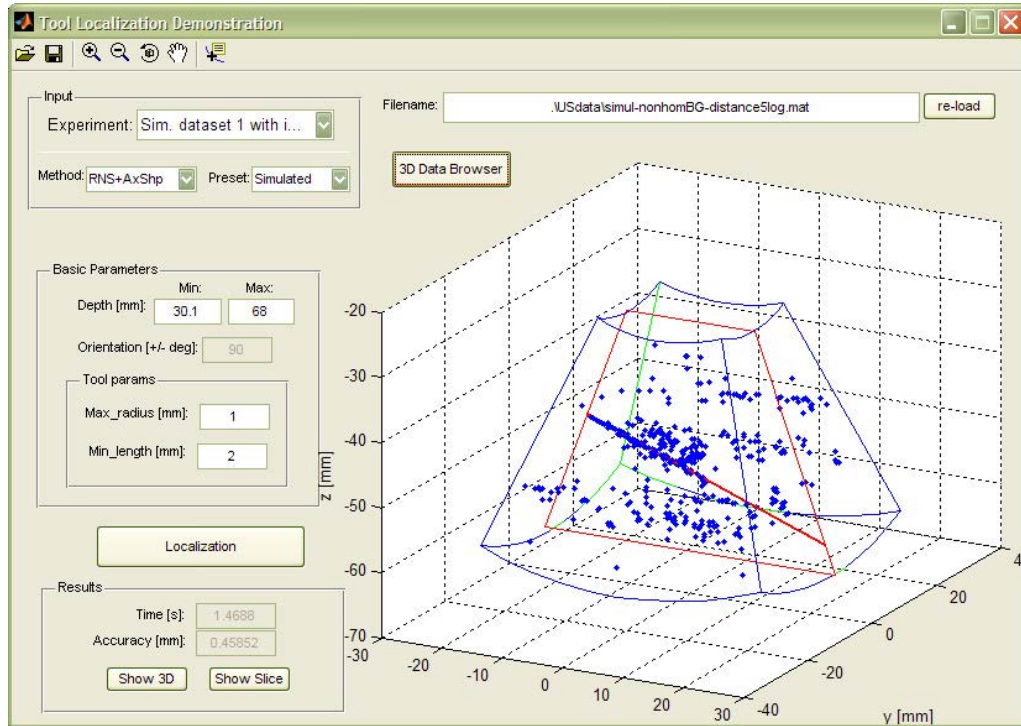 Tool Localization Demonstration
Input
Experiment: Sim. dataset 1 with i...
Method: RNS+AxShp Preset: Simulated
Filename: .\USdata\simul-nonhomBG-distance5log.mat re-load
3D Data Browser
Basic Parameters
Min: Max:
Depth [mm]: 30.1 68
Orientation [+/- deg]: 90
Tool params
Max_radius [mm]: 1
Min_length [mm]: 2
Localization
Results
Time [s]: 1.4688
Accuracy [mm]: 0.45852
Show 3D Show Slice
z [mm]
-20
-30
-40
-50
-60
-70
-30
-20
-10
0
10
20
30
-40
-20
0
20
4
y [mm]